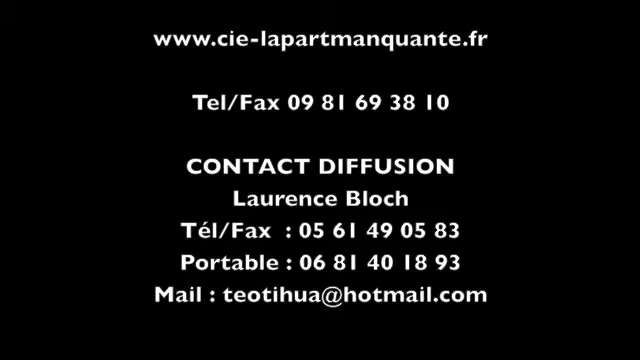 www.cie-lapartmanquante.fr
Tel/Fax 09 81 69 38 10
CONTACT DIFFUSION
Laurence Bloch
Tél/Fax : 05 61 49 05 83
Portable : 06 81 40 18 93
Mail : teotihua@hotmail.com